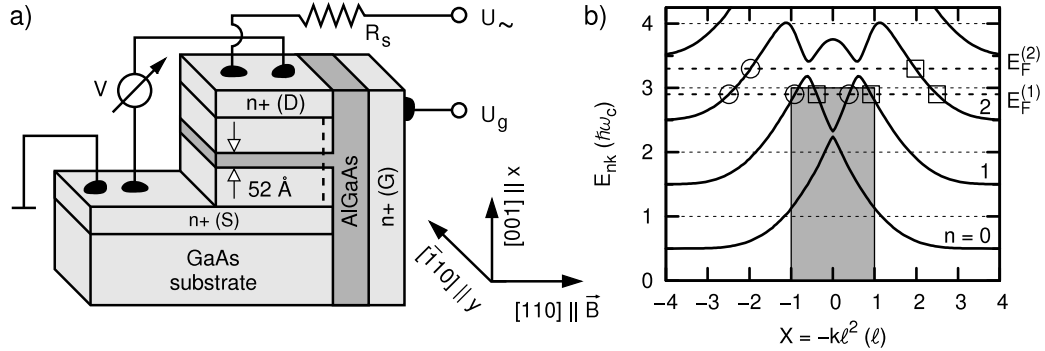 a)
R_s
U_~
V
n+ (D)
U_g
52 Å
AlGaAs
n+ (G)
n+ (S)
GaAs
substrate
[001] || x
[1̅10] || y
[110] || B⃗
b)
E_nk (ℏω_c)
4
3
2
1
0
E_F^(2)
E_F^(1)
2
1
n = 0
−4 −3 −2 −1 0 1 2 3 4
X = −kℓ² (ℓ)